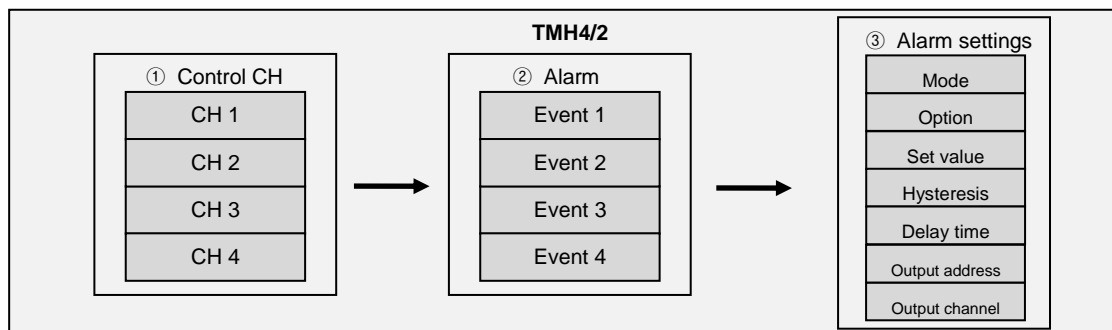 TMH4/2
① Control CH
CH 1
CH 2
CH 3
CH 4
② Alarm
Event 1
Event 2
Event 3
Event 4
③ Alarm settings
Mode
Option
Set value
Hysteresis
Delay time
Output address
Output channel